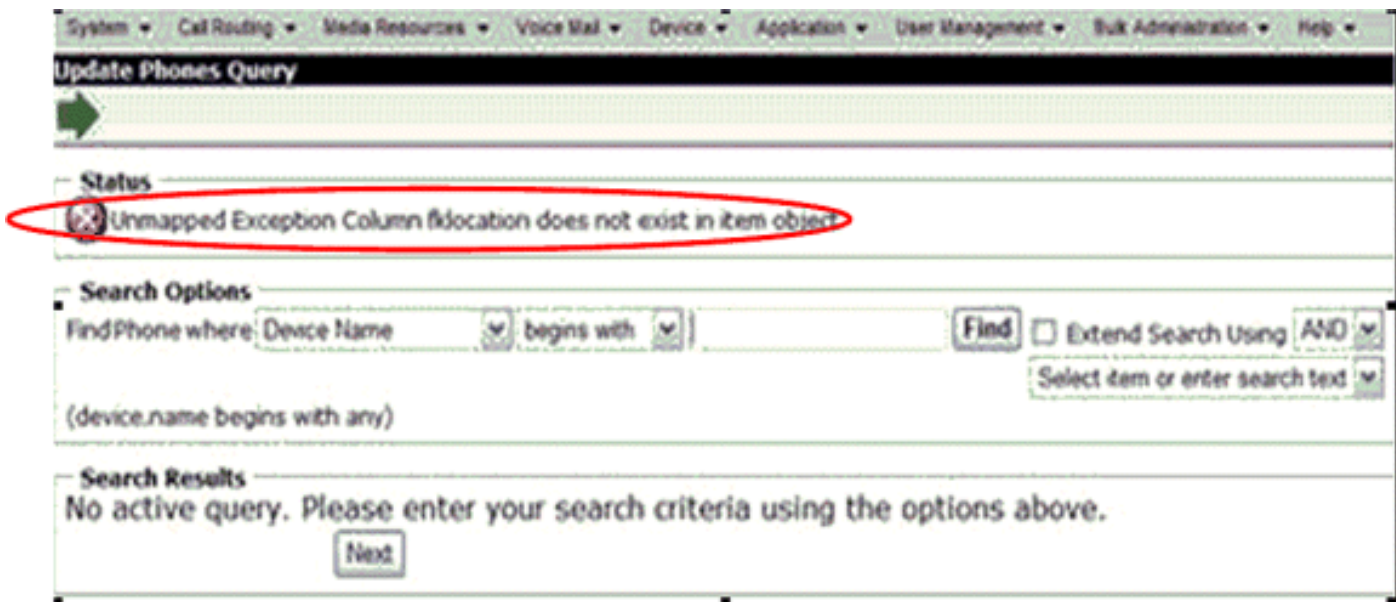 System Call Routing Media Resources Voice Mail Device Application User Management Bulk Administration Help
Update Phones Query
Status
Unmapped Exception Column fklocation does not exist in item object
Search Options
Find Phone where Device Name begins with Find Extend Search Using AND
Select item or enter search text
(device.name begins with any)
Search Results
No active query. Please enter your search criteria using the options above.
Next